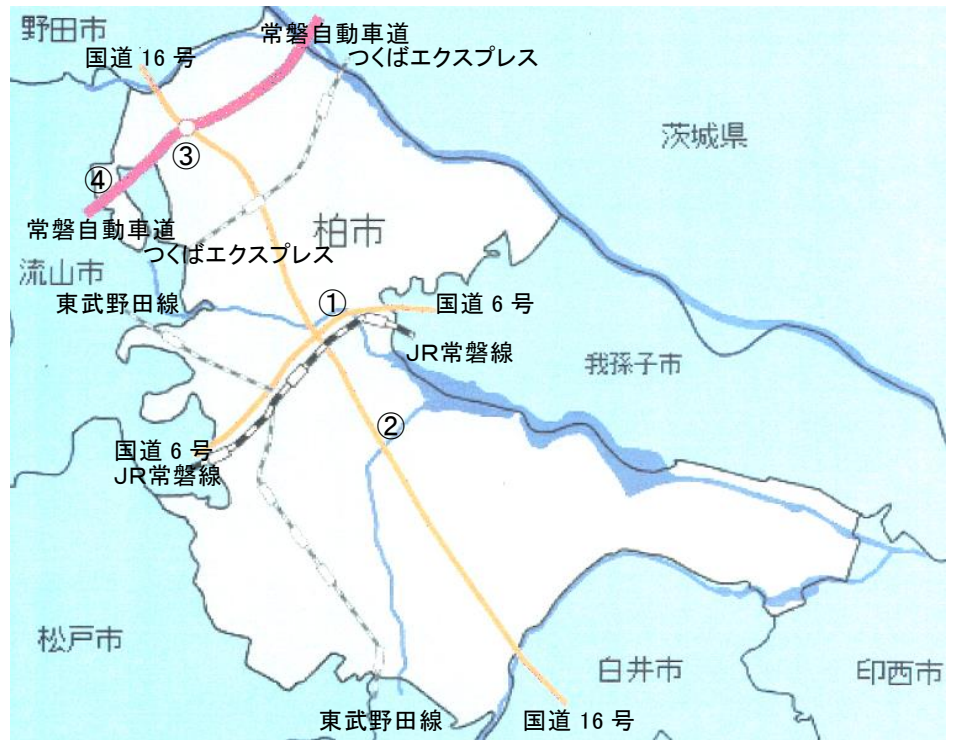 野田市
常磐自動車道
国道 16 号
つくばエクスプレス
茨城県
③
④
常磐自動車道
柏市
つくばエクスプレス
流山市
東武野田線
①
国道 6 号
JR常磐線
我孫子市
②
国道 6 号
JR常磐線
松戸市
白井市
印西市
東武野田線
国道 16 号